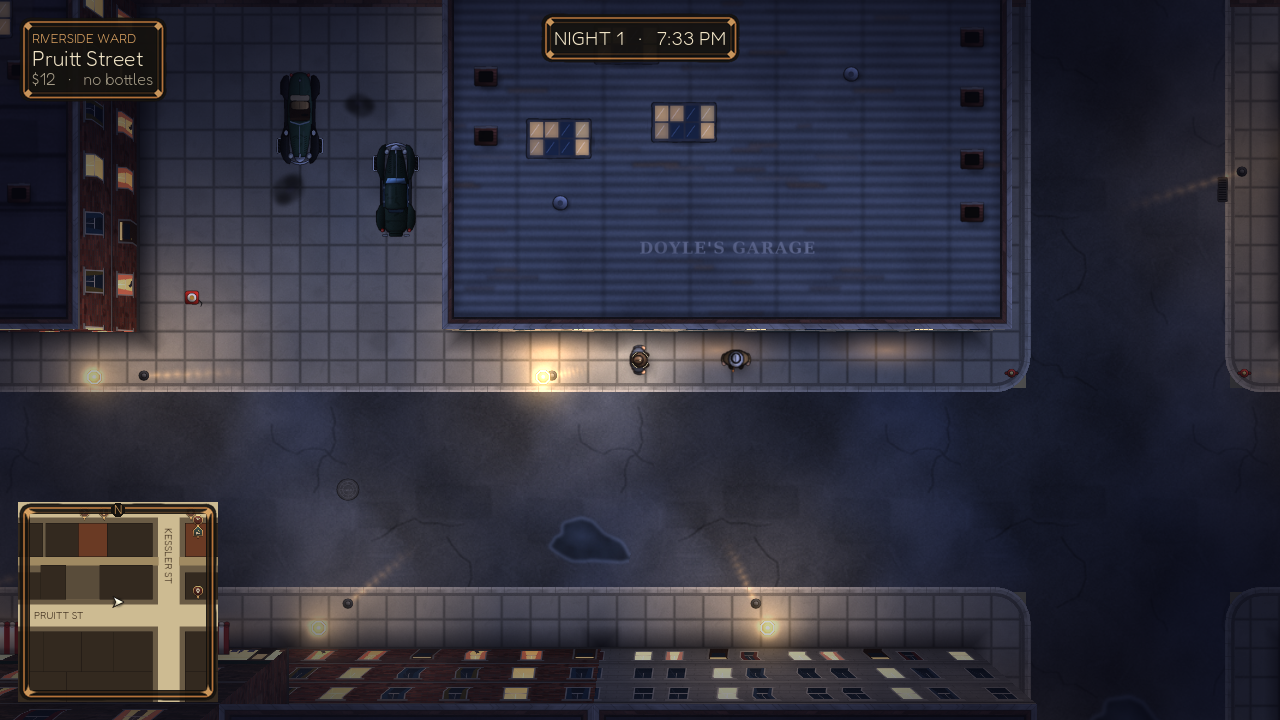 RIVERSIDE WARD
Pruitt Street
$12 · no bottles
NIGHT 1 · 7:33 PM
DOYLE'S GARAGE
N
KESSLER ST
PRUITT ST